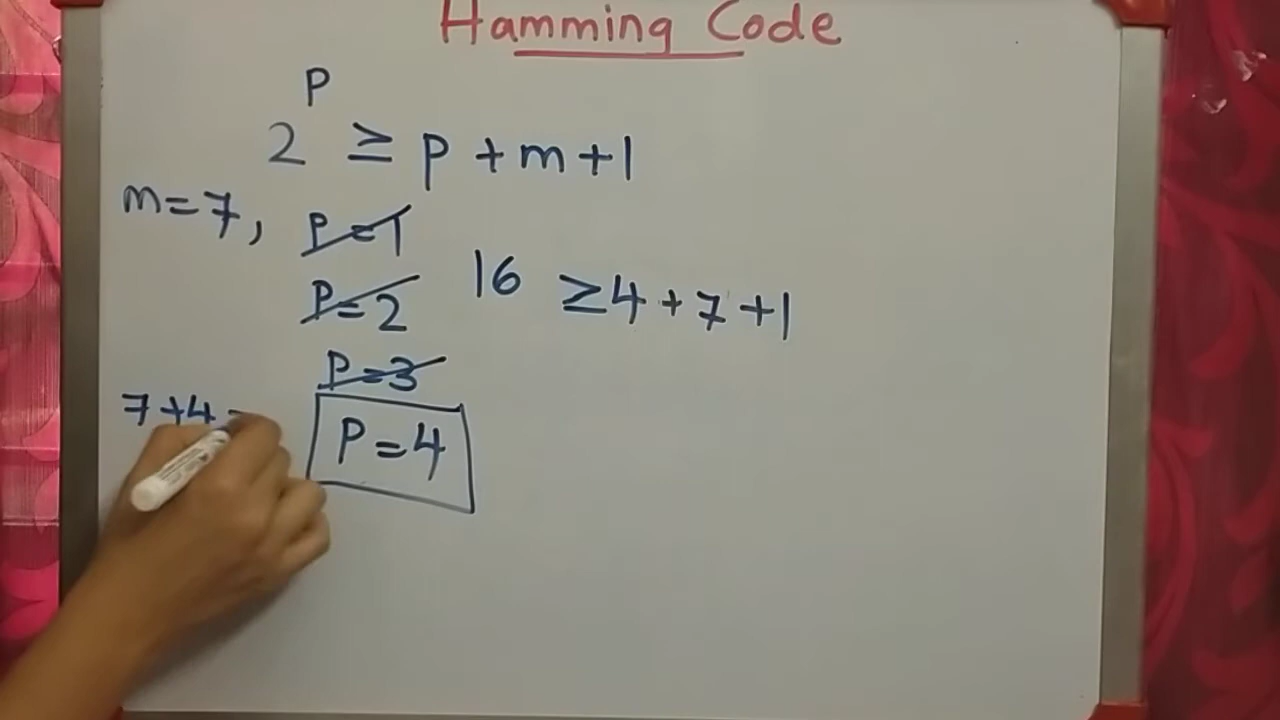 Hamming Code
2^P ≥ p + m + 1
m = 7, P = 1
P = 2 16 ≥ 4 + 7 + 1
P = 3
7 + 4
P = 4